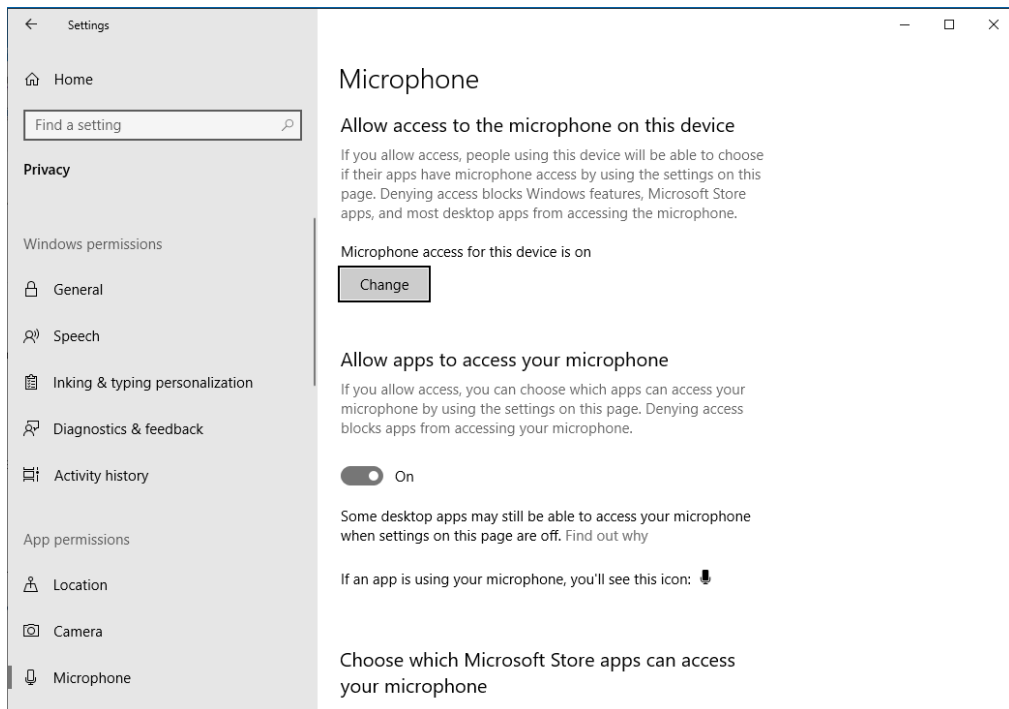 Settings
Home
Find a setting
Privacy
Windows permissions
General
Speech
Inking & typing personalization
Diagnostics & feedback
Activity history
App permissions
Location
Camera
Microphone
Microphone
Allow access to the microphone on this device
If you allow access, people using this device will be able to choose
if their apps have microphone access by using the settings on this
page. Denying access blocks Windows features, Microsoft Store
apps, and most desktop apps from accessing the microphone.
Microphone access for this device is on
Change
Allow apps to access your microphone
If you allow access, you can choose which apps can access your
microphone by using the settings on this page. Denying access
blocks apps from accessing your microphone.
On
Some desktop apps may still be able to access your microphone
when settings on this page are off. Find out why
If an app is using your microphone, you'll see this icon:
Choose which Microsoft Store apps can access
your microphone